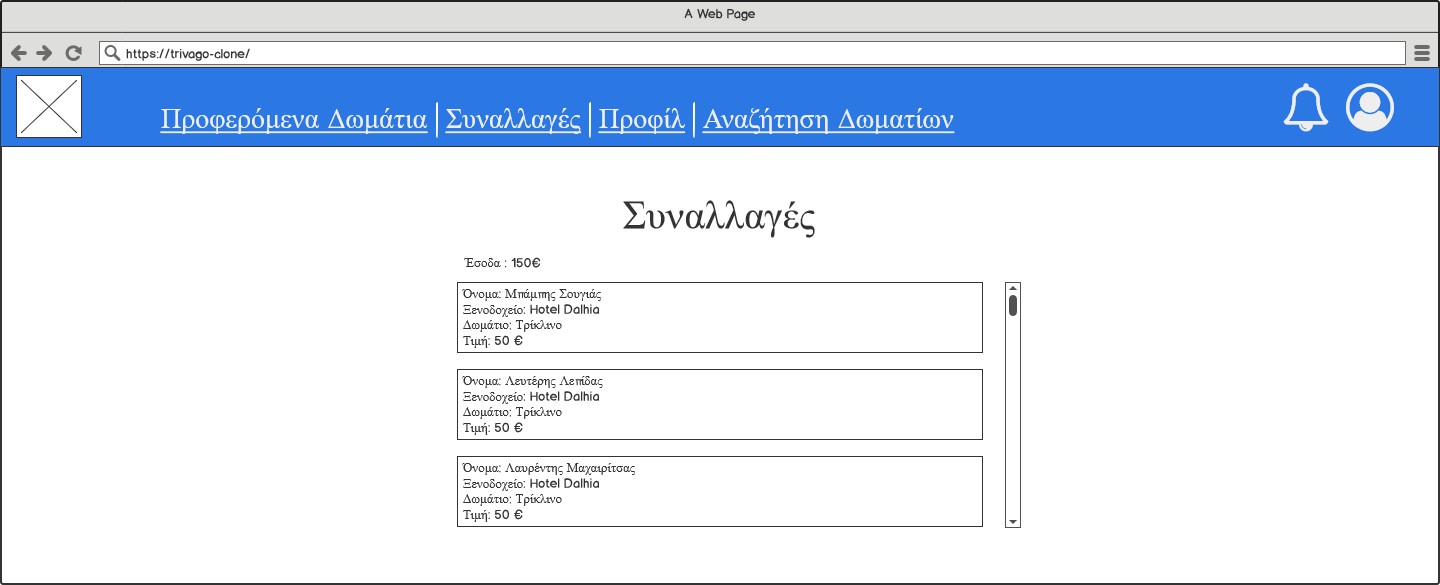 A Web Page
https://trivago-clone/
Προφερόμενα Δωμάτια | Συναλλαγές | Προφίλ | Αναζήτηση Δωματίων
Συναλλαγές
Έσοδα : 150€
Όνομα: Μπάμπης Σουγιάς
Ξενοδοχείο: Hotel Dalhia
Δωμάτιο: Τρίκλινο
Τιμή: 50 €
Όνομα: Λευτέρης Λεπίδας
Ξενοδοχείο: Hotel Dalhia
Δωμάτιο: Τρίκλινο
Τιμή: 50 €
Όνομα: Λαυρέντης Μαχαιρίτσας
Ξενοδοχείο: Hotel Dalhia
Δωμάτιο: Τρίκλινο
Τιμή: 50 €